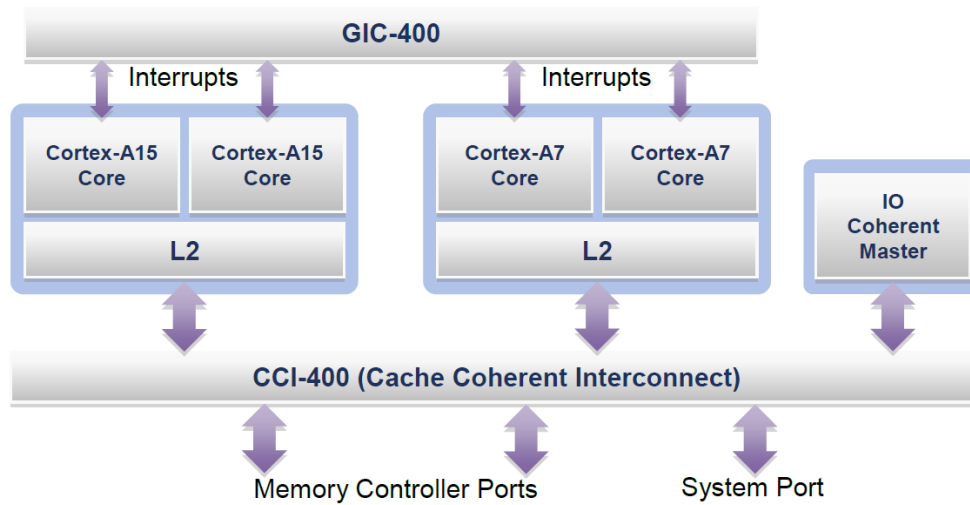 GIC-400
Interrupts
Interrupts
Cortex-A15
Core
Cortex-A15
Core
Cortex-A7
Core
Cortex-A7
Core
L2
L2
IO
Coherent
Master
CCI-400 (Cache Coherent Interconnect)
Memory Controller Ports
System Port